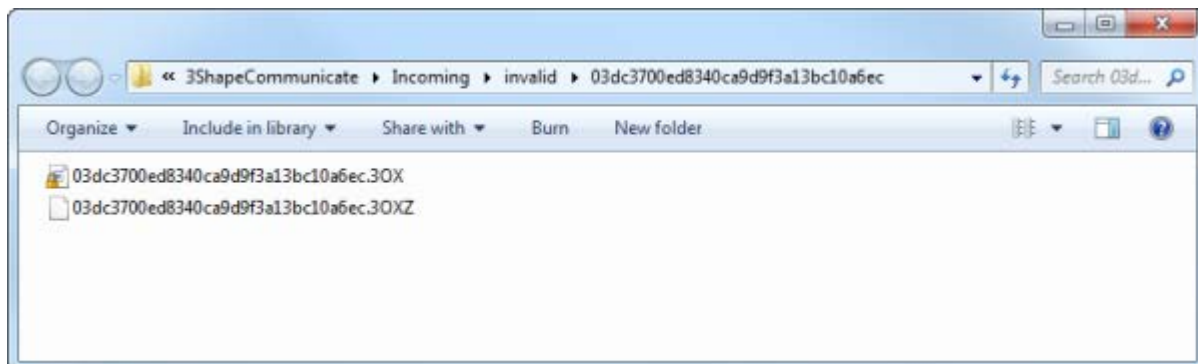 « 3ShapeCommunicate ▸ Incoming ▸ invalid ▸ 03dc3700ed8340ca9d9f3a13bc10a6ec Search 03d...
Organize Include in library Share with Burn New folder
03dc3700ed8340ca9d9f3a13bc10a6ec.3OX
03dc3700ed8340ca9d9f3a13bc10a6ec.3OXZ